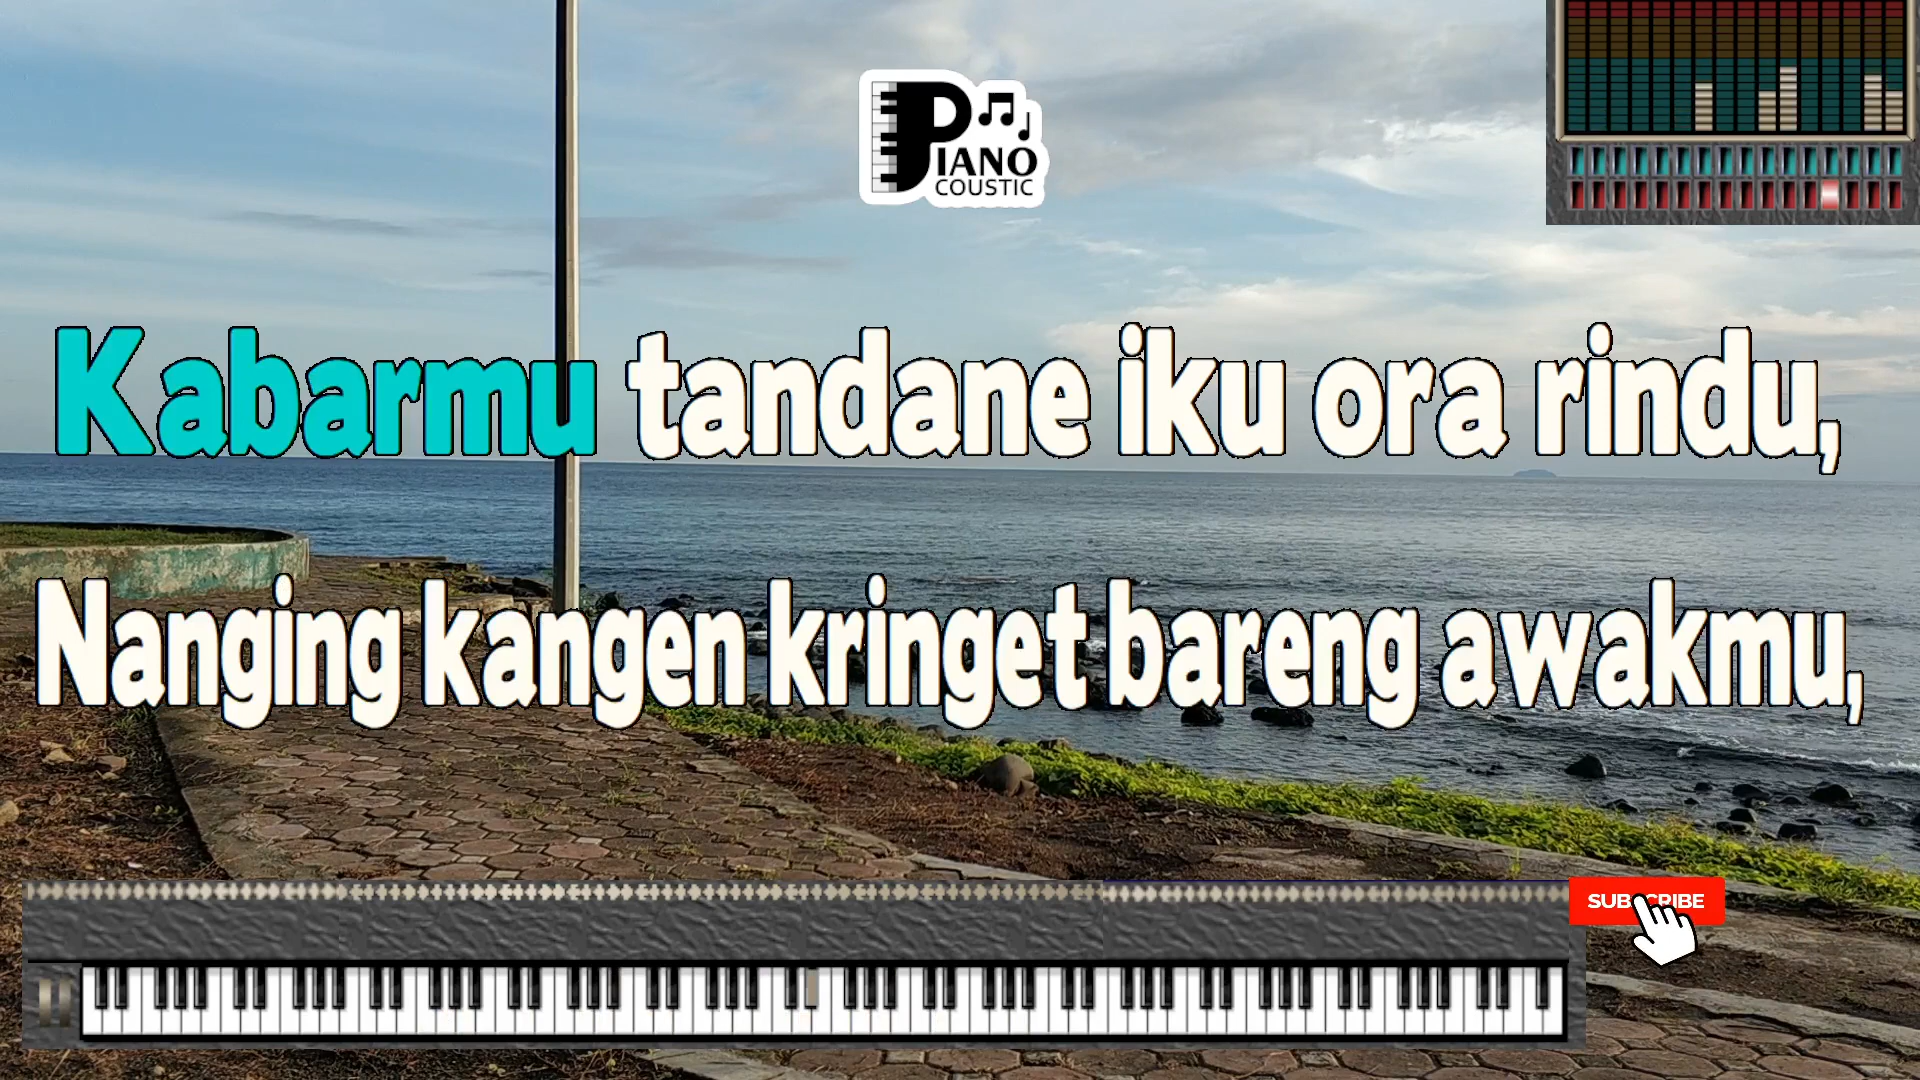 PIANO
COUSTIC
Kabarmu tandane iku ora rindu,
Nanging kangen kringet bareng awakmu,
SUBSCRIBE